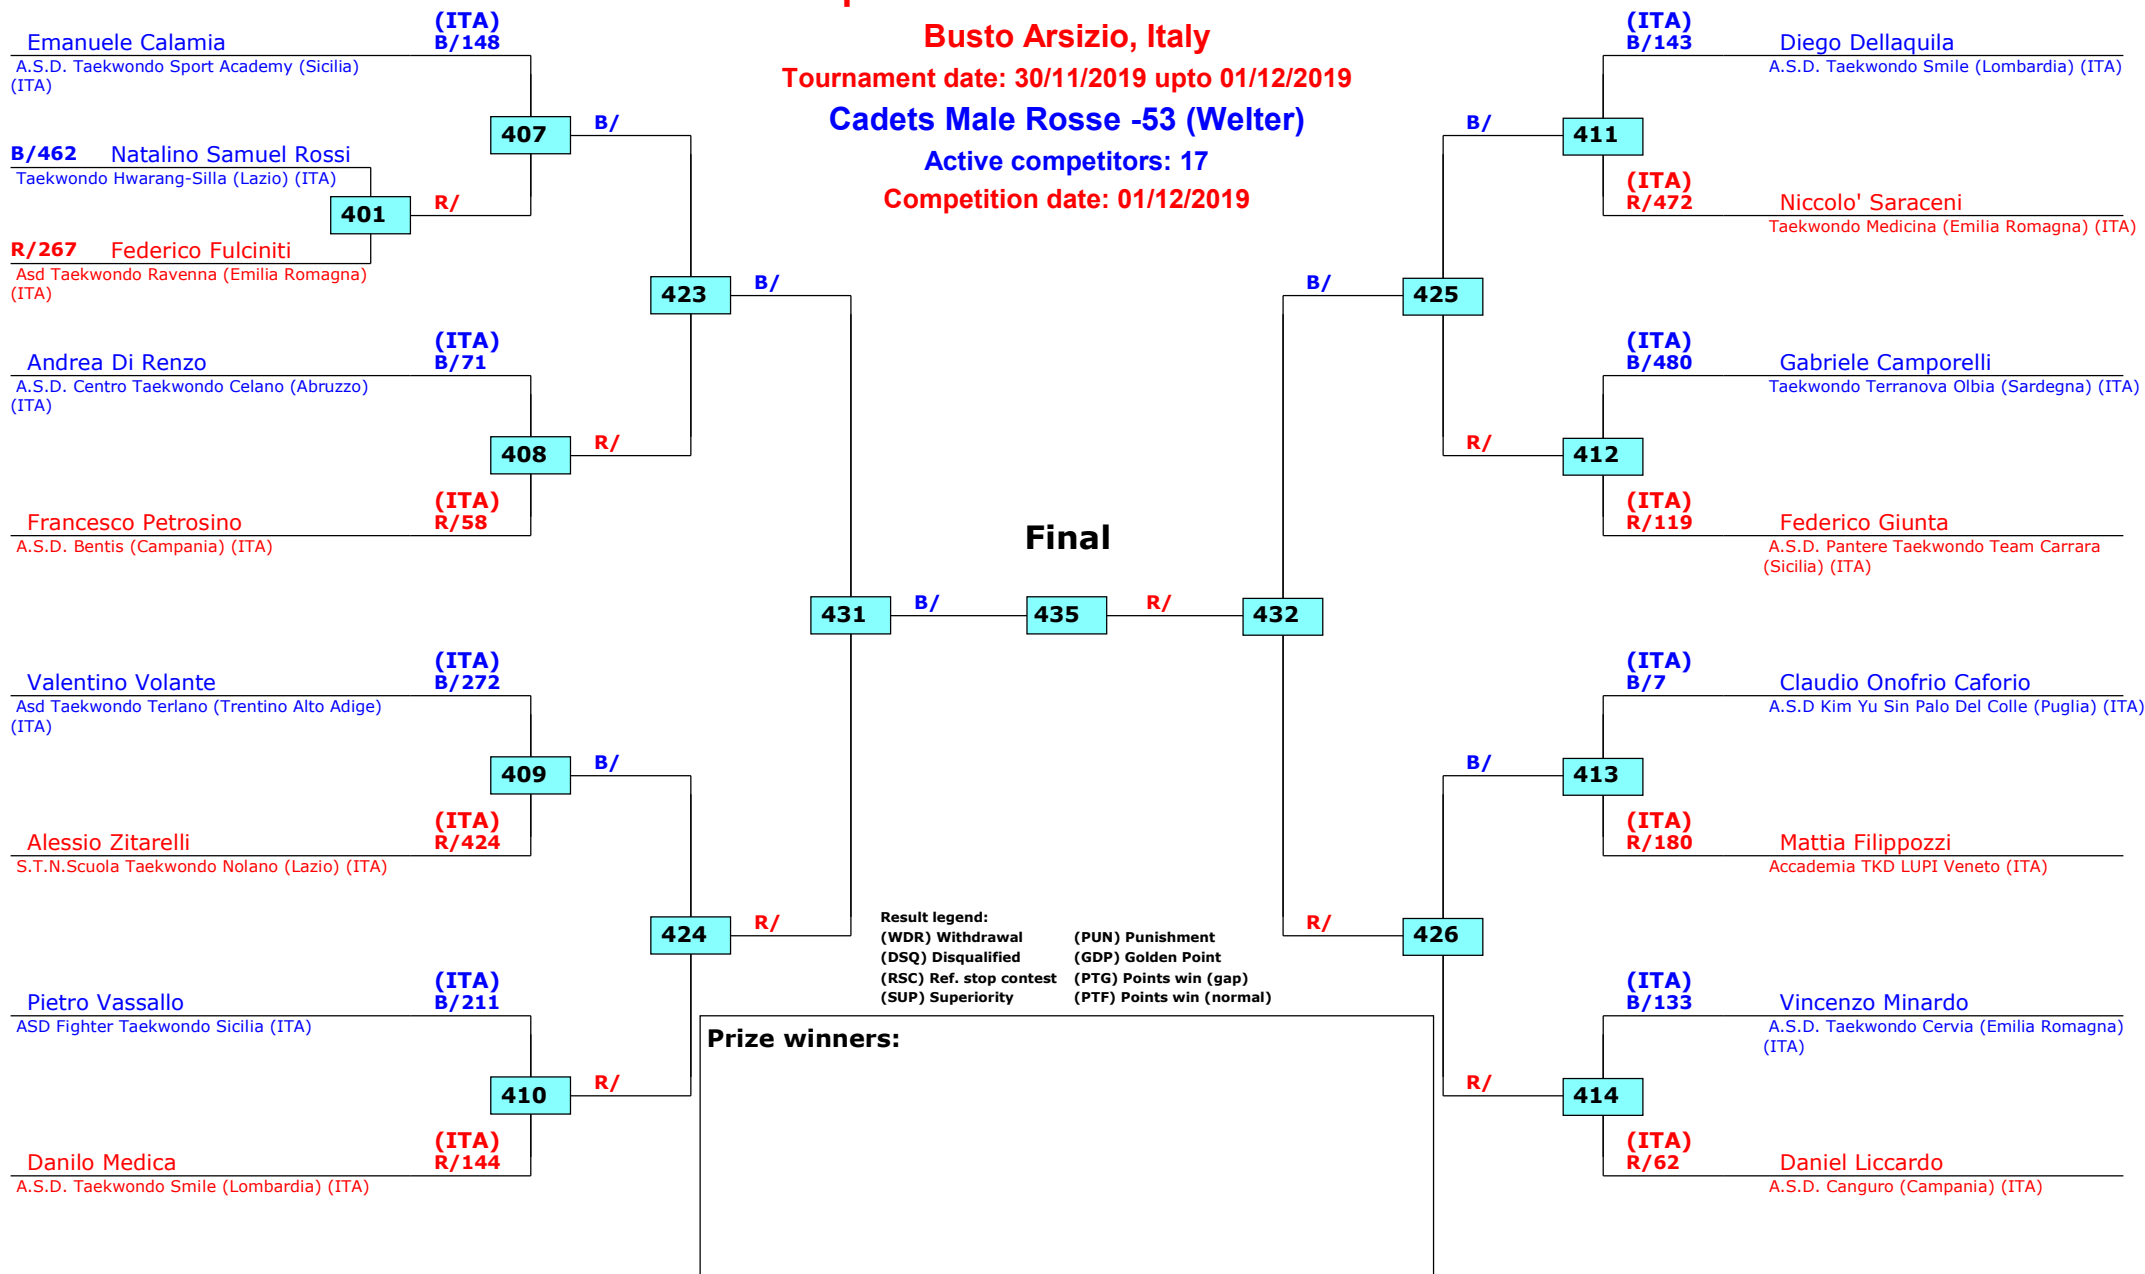 Busto Arsizio, Italy
Tournament date: 30/11/2019 upto 01/12/2019
Cadets Male Rosse -53 (Welter)
Active competitors: 17
Competition date: 01/12/2019
(ITA)
Emanuele Calamia B/148
A.S.D. Taekwondo Sport Academy (Sicilia)
(ITA)
407 B/
B/462 Natalino Samuel Rossi
Taekwondo Hwarang-Silla (Lazio) (ITA)
401 R/
R/267 Federico Fulciniti
Asd Taekwondo Ravenna (Emilia Romagna)
(ITA)
423 B/
(ITA)
Andrea Di Renzo B/71
A.S.D. Centro Taekwondo Celano (Abruzzo)
(ITA)
408 R/
(ITA)
Francesco Petrosino R/58
A.S.D. Bentis (Campania) (ITA)
Final
431 B/ 435 R/ 432
(ITA)
Valentino Volante B/272
Asd Taekwondo Terlano (Trentino Alto Adige)
(ITA)
409 B/
(ITA)
Alessio Zitarelli R/424
S.T.N.Scuola Taekwondo Nolano (Lazio) (ITA)
424 R/
(ITA)
Pietro Vassallo B/211
ASD Fighter Taekwondo Sicilia (ITA)
410 R/
(ITA)
Danilo Medica R/144
A.S.D. Taekwondo Smile (Lombardia) (ITA)
(ITA)
B/143 Diego Dellaquila
A.S.D. Taekwondo Smile (Lombardia) (ITA)
B/ 411
(ITA)
R/472 Niccolo' Saraceni
Taekwondo Medicina (Emilia Romagna) (ITA)
B/ 425
(ITA)
B/480 Gabriele Camporelli
Taekwondo Terranova Olbia (Sardegna) (ITA)
R/ 412
(ITA)
R/119 Federico Giunta
A.S.D. Pantere Taekwondo Team Carrara
(Sicilia) (ITA)
(ITA)
B/7 Claudio Onofrio Caforio
A.S.D Kim Yu Sin Palo Del Colle (Puglia) (ITA)
B/ 413
(ITA)
R/180 Mattia Filippozzi
Accademia TKD LUPI Veneto (ITA)
R/ 426
(ITA)
B/133 Vincenzo Minardo
A.S.D. Taekwondo Cervia (Emilia Romagna)
(ITA)
R/ 414
(ITA)
R/62 Daniel Liccardo
A.S.D. Canguro (Campania) (ITA)
Result legend:
(WDR) Withdrawal (PUN) Punishment
(DSQ) Disqualified (GDP) Golden Point
(RSC) Ref. stop contest (PTG) Points win (gap)
(SUP) Superiority (PTF) Points win (normal)
Prize winners: